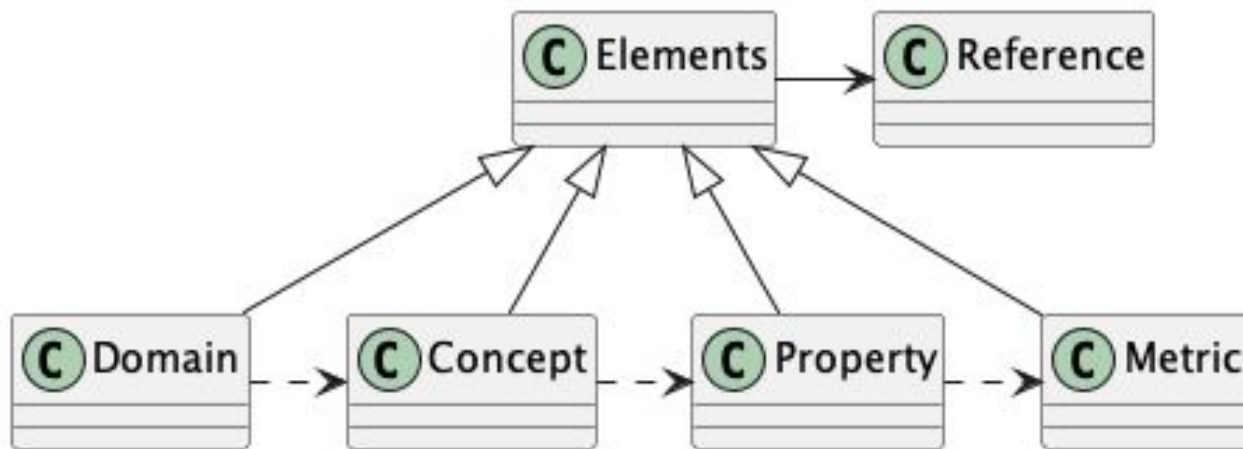 C Elements
C Reference
C Domain
C Concept
C Property
C Metric